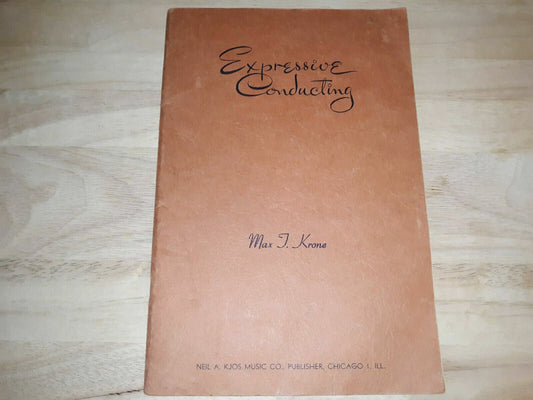 Expressive
Conducting
Max T. Krone
NEIL A. KJOS MUSIC CO., PUBLISHER, CHICAGO 1, ILL.